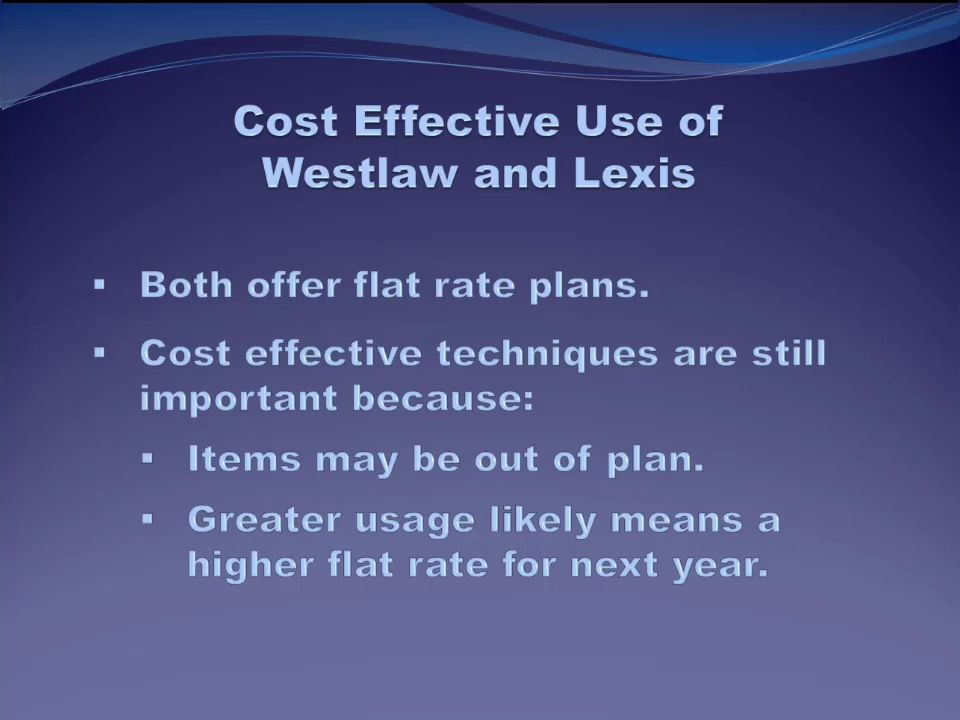 Cost Effective Use of
Westlaw and Lexis
▪ Both offer flat rate plans.
▪ Cost effective techniques are still
important because:
▪ Items may be out of plan.
▪ Greater usage likely means a
higher flat rate for next year.